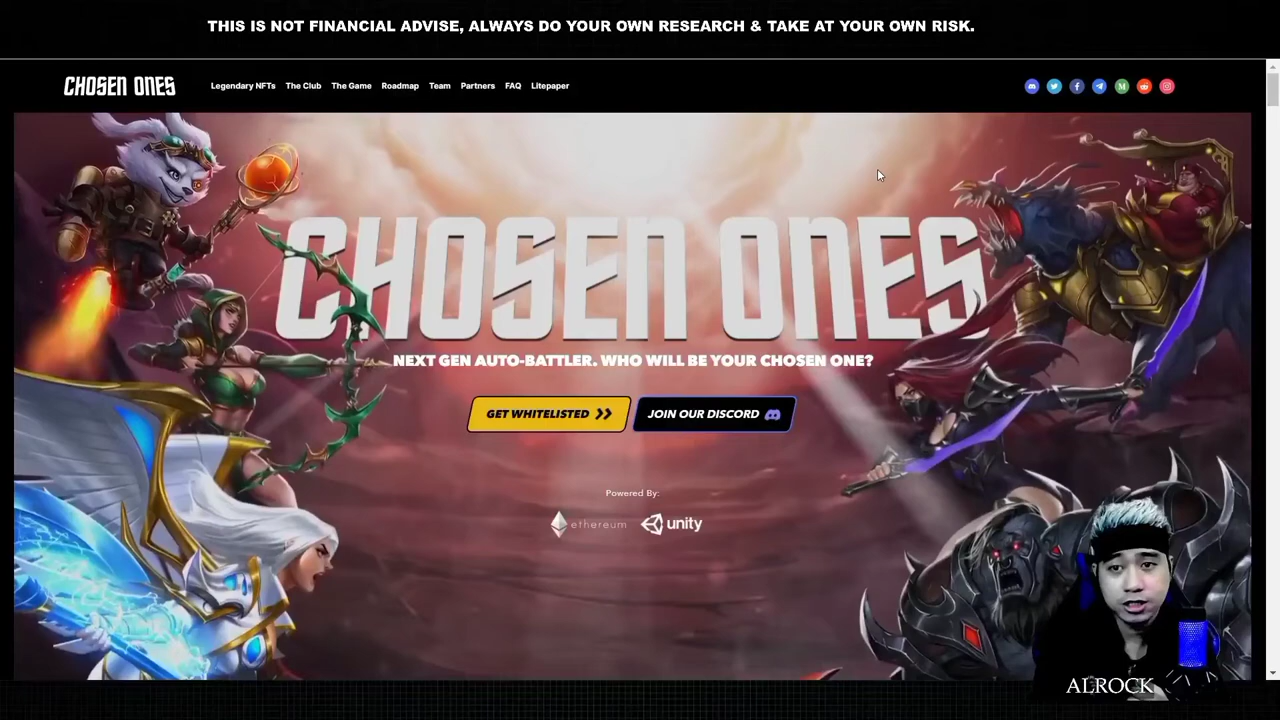 THIS IS NOT FINANCIAL ADVISE, ALWAYS DO YOUR OWN RESEARCH & TAKE AT YOUR OWN RISK.
CHOSEN ONES Legendary NFTs The Club The Game Roadmap Team Partners FAQ Litepaper
CHOSEN ONES
NEXT GEN AUTO-BATTLER. WHO WILL BE YOUR CHOSEN ONE?
GET WHITELISTED JOIN OUR DISCORD
Powered By:
ethereum unity
ALROCK